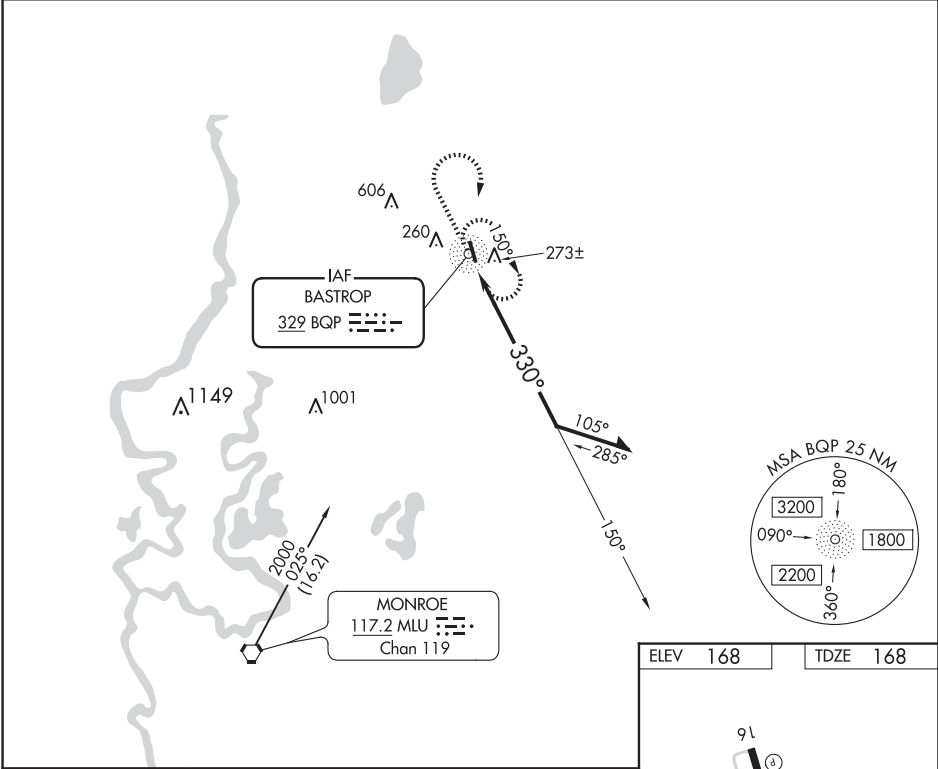 606
260
150°
273±
IAF
BASTROP
329 BQP
330°
1149
1001
105°
285°
MSA BQP 25 NM
180°
3200
090°
1800
2200
360°
150°
2000
025°
(16.2)
MONROE
117.2 MLU
Chan 119
ELEV 168
TDZE 168
16
P